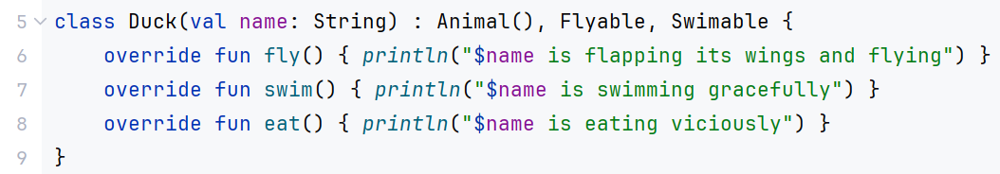 5 class Duck(val name: String) : Animal(), Flyable, Swimable {
6     override fun fly() { println("$name is flapping its wings and flying") }
7     override fun swim() { println("$name is swimming gracefully") }
8     override fun eat() { println("$name is eating viciously") }
9 }